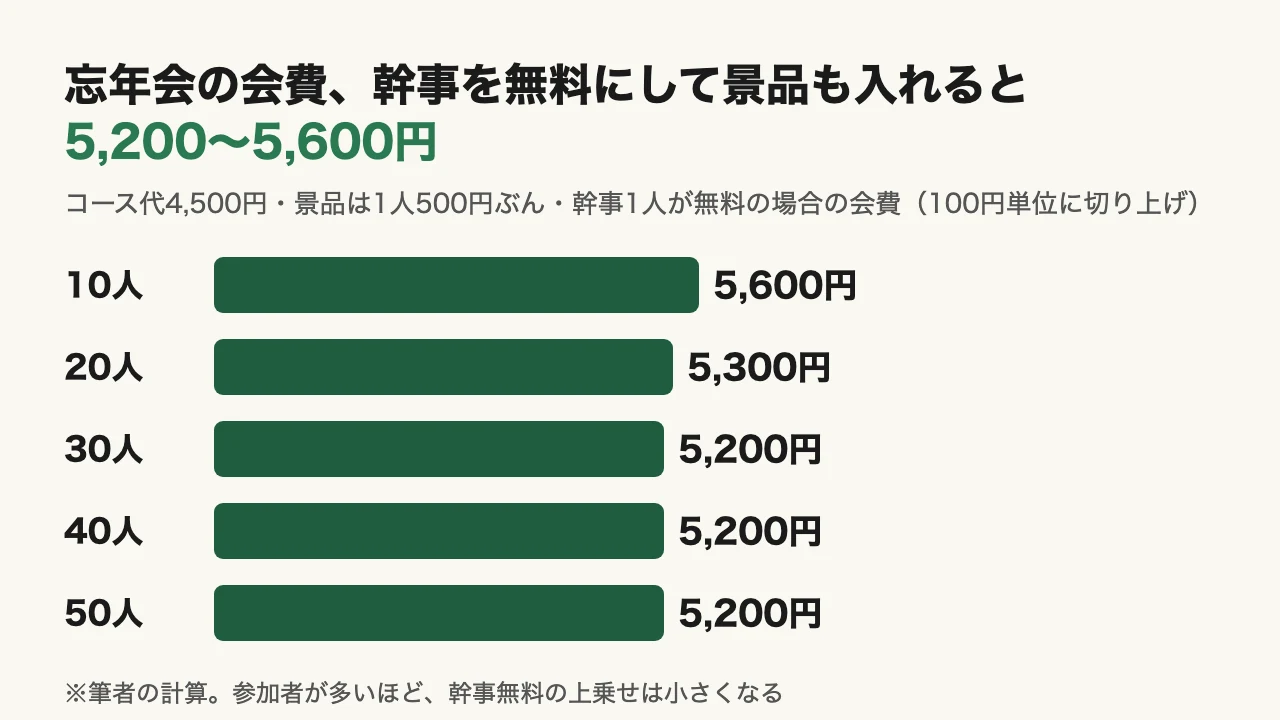 忘年会の会費、幹事を無料にして景品も入れると
5,200〜5,600円
コース代4,500円・景品は1人500円ぶん・幹事1人が無料の場合の会費（100円単位に切り上げ）
10人 5,600円
20人 5,300円
30人 5,200円
40人 5,200円
50人 5,200円
※筆者の計算。参加者が多いほど、幹事無料の上乗せは小さくなる